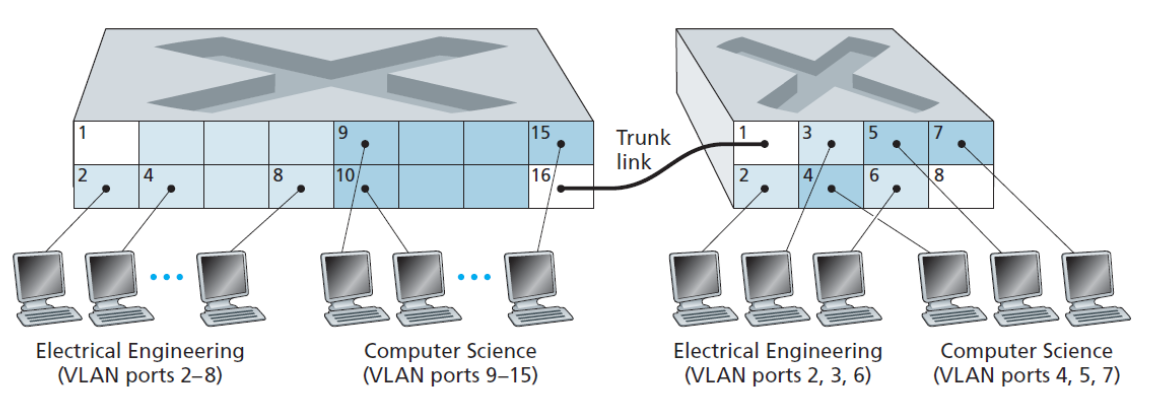 1 9 15
2 4 8 10 16
Trunk
link
1 3 5 7
2 4 6 8
Electrical Engineering
(VLAN ports 2–8)
Computer Science
(VLAN ports 9–15)
Electrical Engineering
(VLAN ports 2, 3, 6)
Computer Science
(VLAN ports 4, 5, 7)